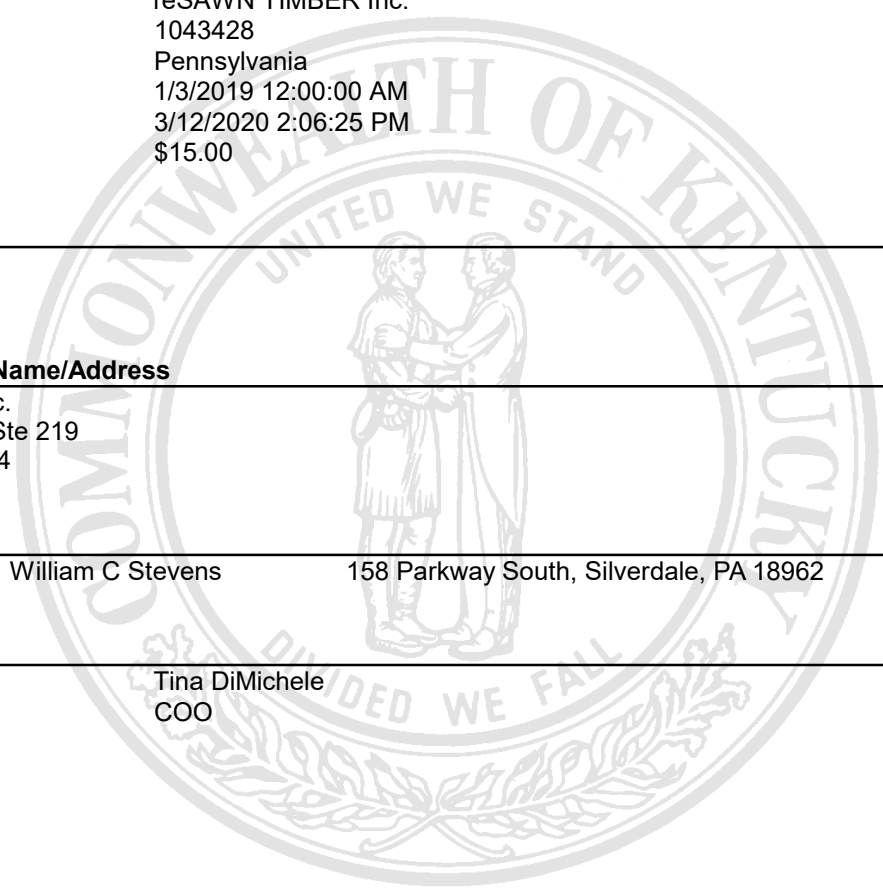 reSAWN TIMBER Inc.
1043428
Pennsylvania
1/3/2019 12:00:00 AM
3/12/2020 2:06:25 PM
$15.00
COMMONWEALTH OF KENTUCKY
UNITED WE STAND
Name/Address
Ste 219
4
William C Stevens 158 Parkway South, Silverdale, PA 18962
DIVIDED WE FALL
Tina DiMichele
COO